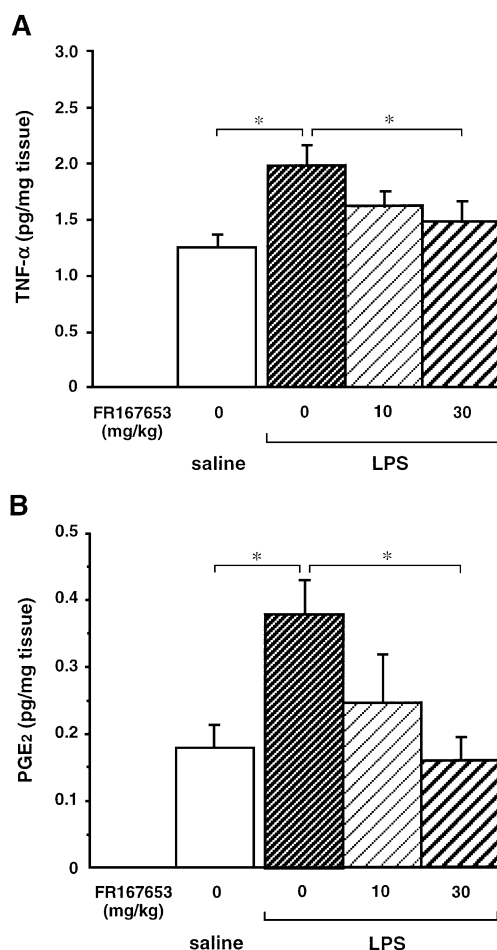 A
TNF-α (pg/mg tissue)
3.0
2.5
2.0
1.5
1.0
0.5
0
* *
FR167653 0 0 10 30
(mg/kg)
saline LPS
B
PGE2 (pg/mg tissue)
0.5
0.4
0.3
0.2
0.1
0
* *
FR167653 0 0 10 30
(mg/kg)
saline LPS